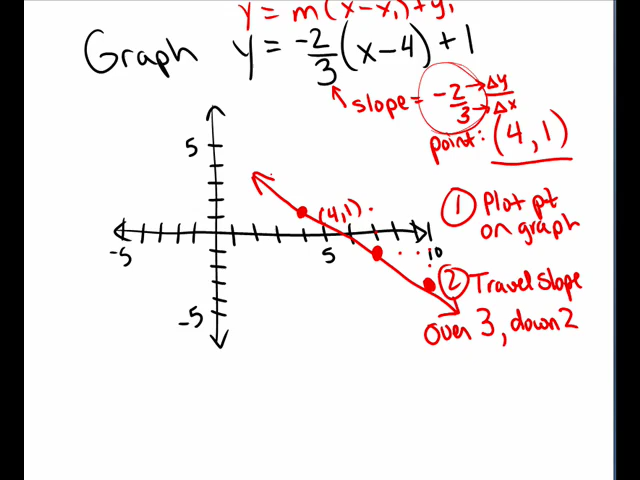 y = m(x-x₁)+y₁
Graph y = -2/3 (x-4)+1
slope = -2/3 → Δy/Δx
point: (4,1)
5
(4,1)
-5
5
10
-5
① Plot pt
on graph
② Travel slope
over 3, down 2